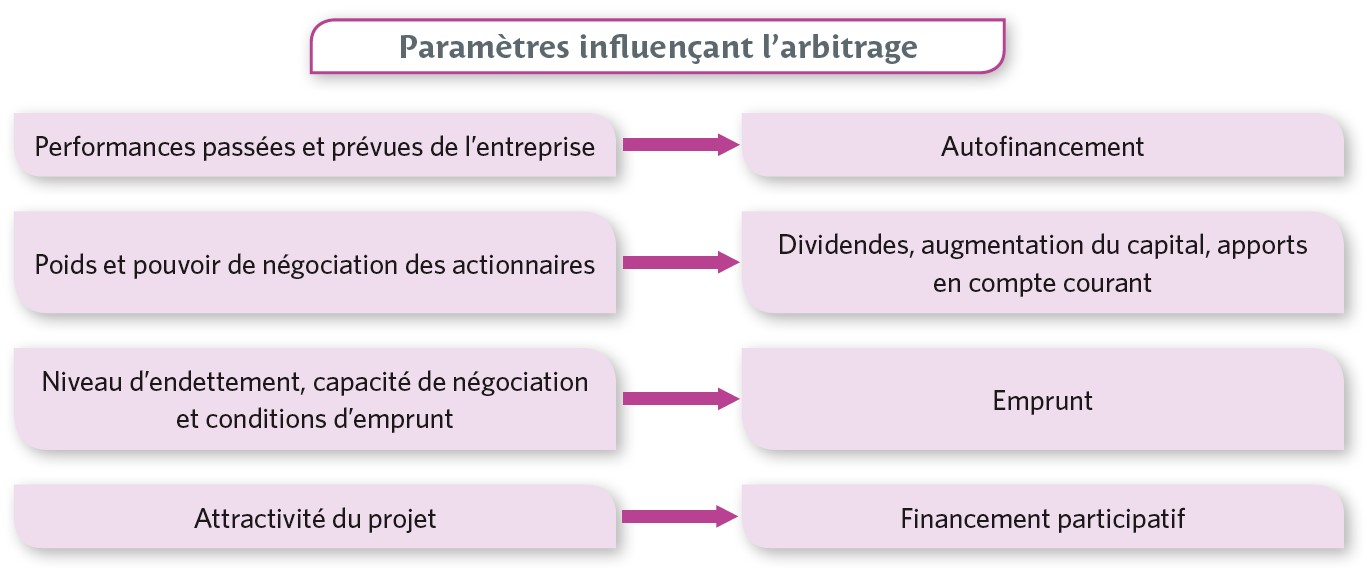 Paramètres influençant l’arbitrage
Performances passées et prévues de l’entreprise
Autofinancement
Poids et pouvoir de négociation des actionnaires
Dividendes, augmentation du capital, apports
en compte courant
Niveau d’endettement, capacité de négociation
et conditions d’emprunt
Emprunt
Attractivité du projet
Financement participatif